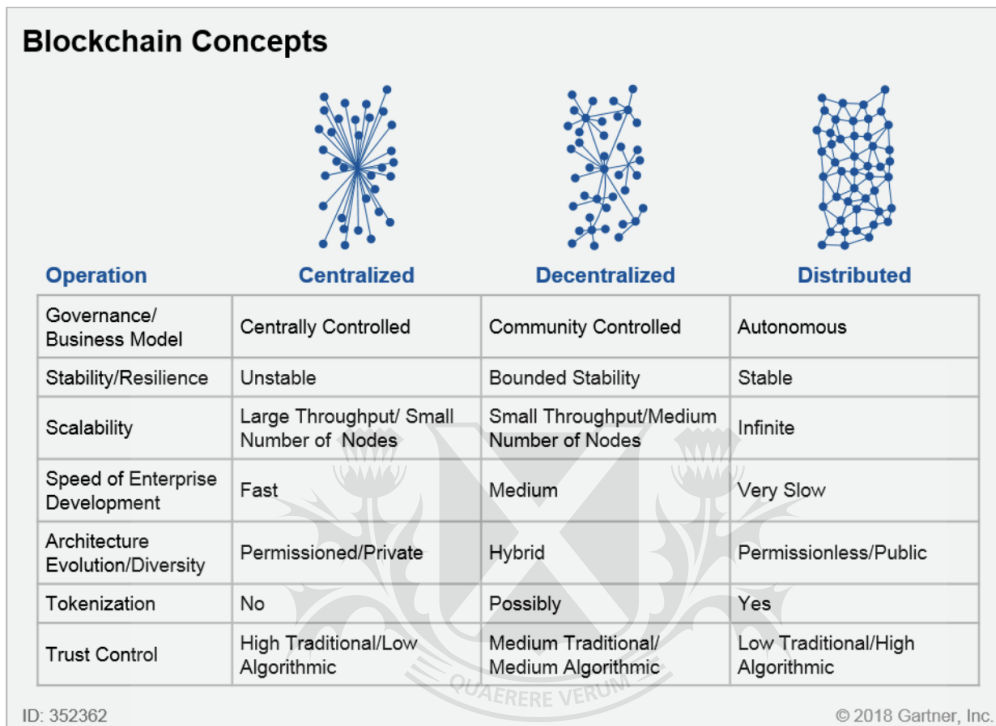 Blockchain Concepts
Operation Centralized Decentralized Distributed
Governance/
Business Model Centrally Controlled Community Controlled Autonomous
Stability/Resilience Unstable Bounded Stability Stable
Scalability Large Throughput/ Small
Number of Nodes Small Throughput/Medium
Number of Nodes Infinite
Speed of Enterprise
Development Fast Medium Very Slow
Architecture
Evolution/Diversity Permissioned/Private Hybrid Permissionless/Public
Tokenization No Possibly Yes
Trust Control High Traditional/Low
Algorithmic Medium Traditional/
Medium Algorithmic Low Traditional/High
Algorithmic
QUAERERE VERUM
ID: 352362 © 2018 Gartner, Inc.